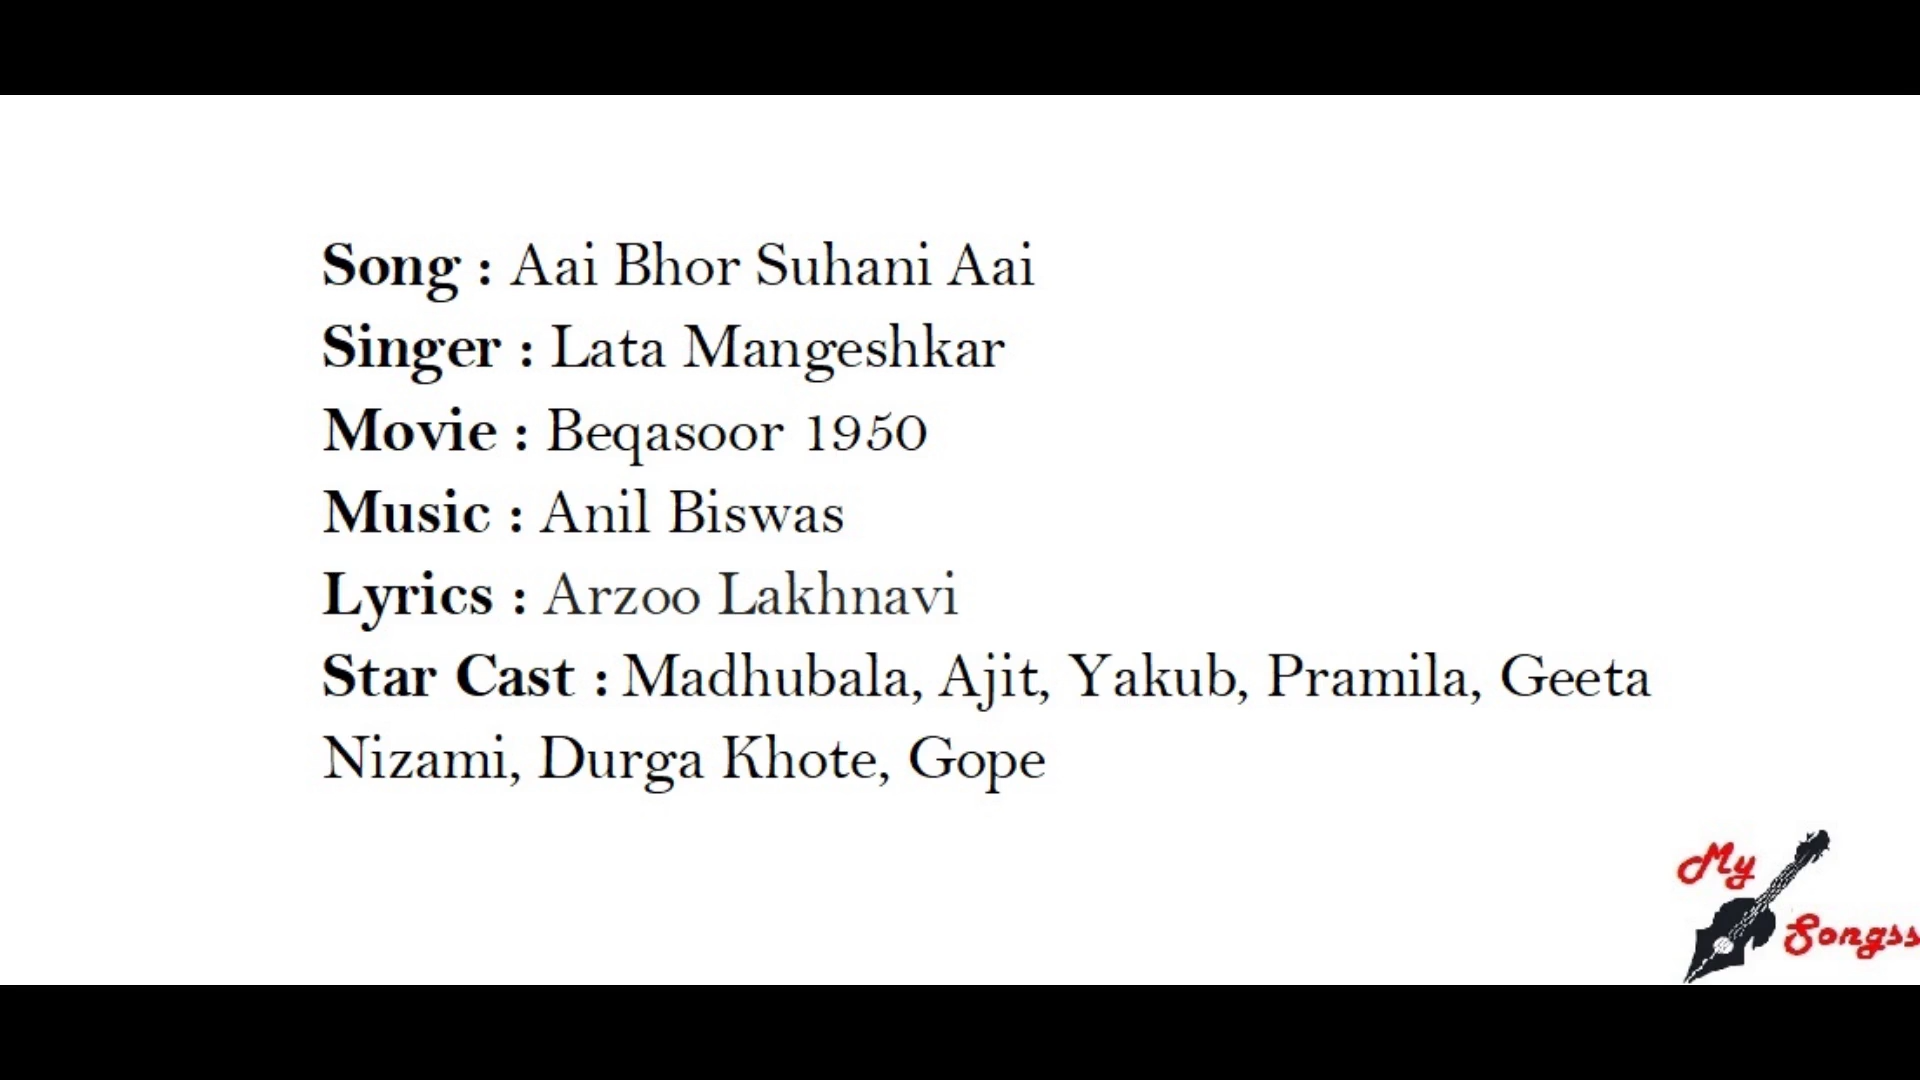 Song : Aai Bhor Suhani Aai
Singer : Lata Mangeshkar
Movie : Beqasoor 1950
Music : Anil Biswas
Lyrics : Arzoo Lakhnavi
Star Cast : Madhubala, Ajit, Yakub, Pramila, Geeta
Nizami, Durga Khote, Gope
My
Songss